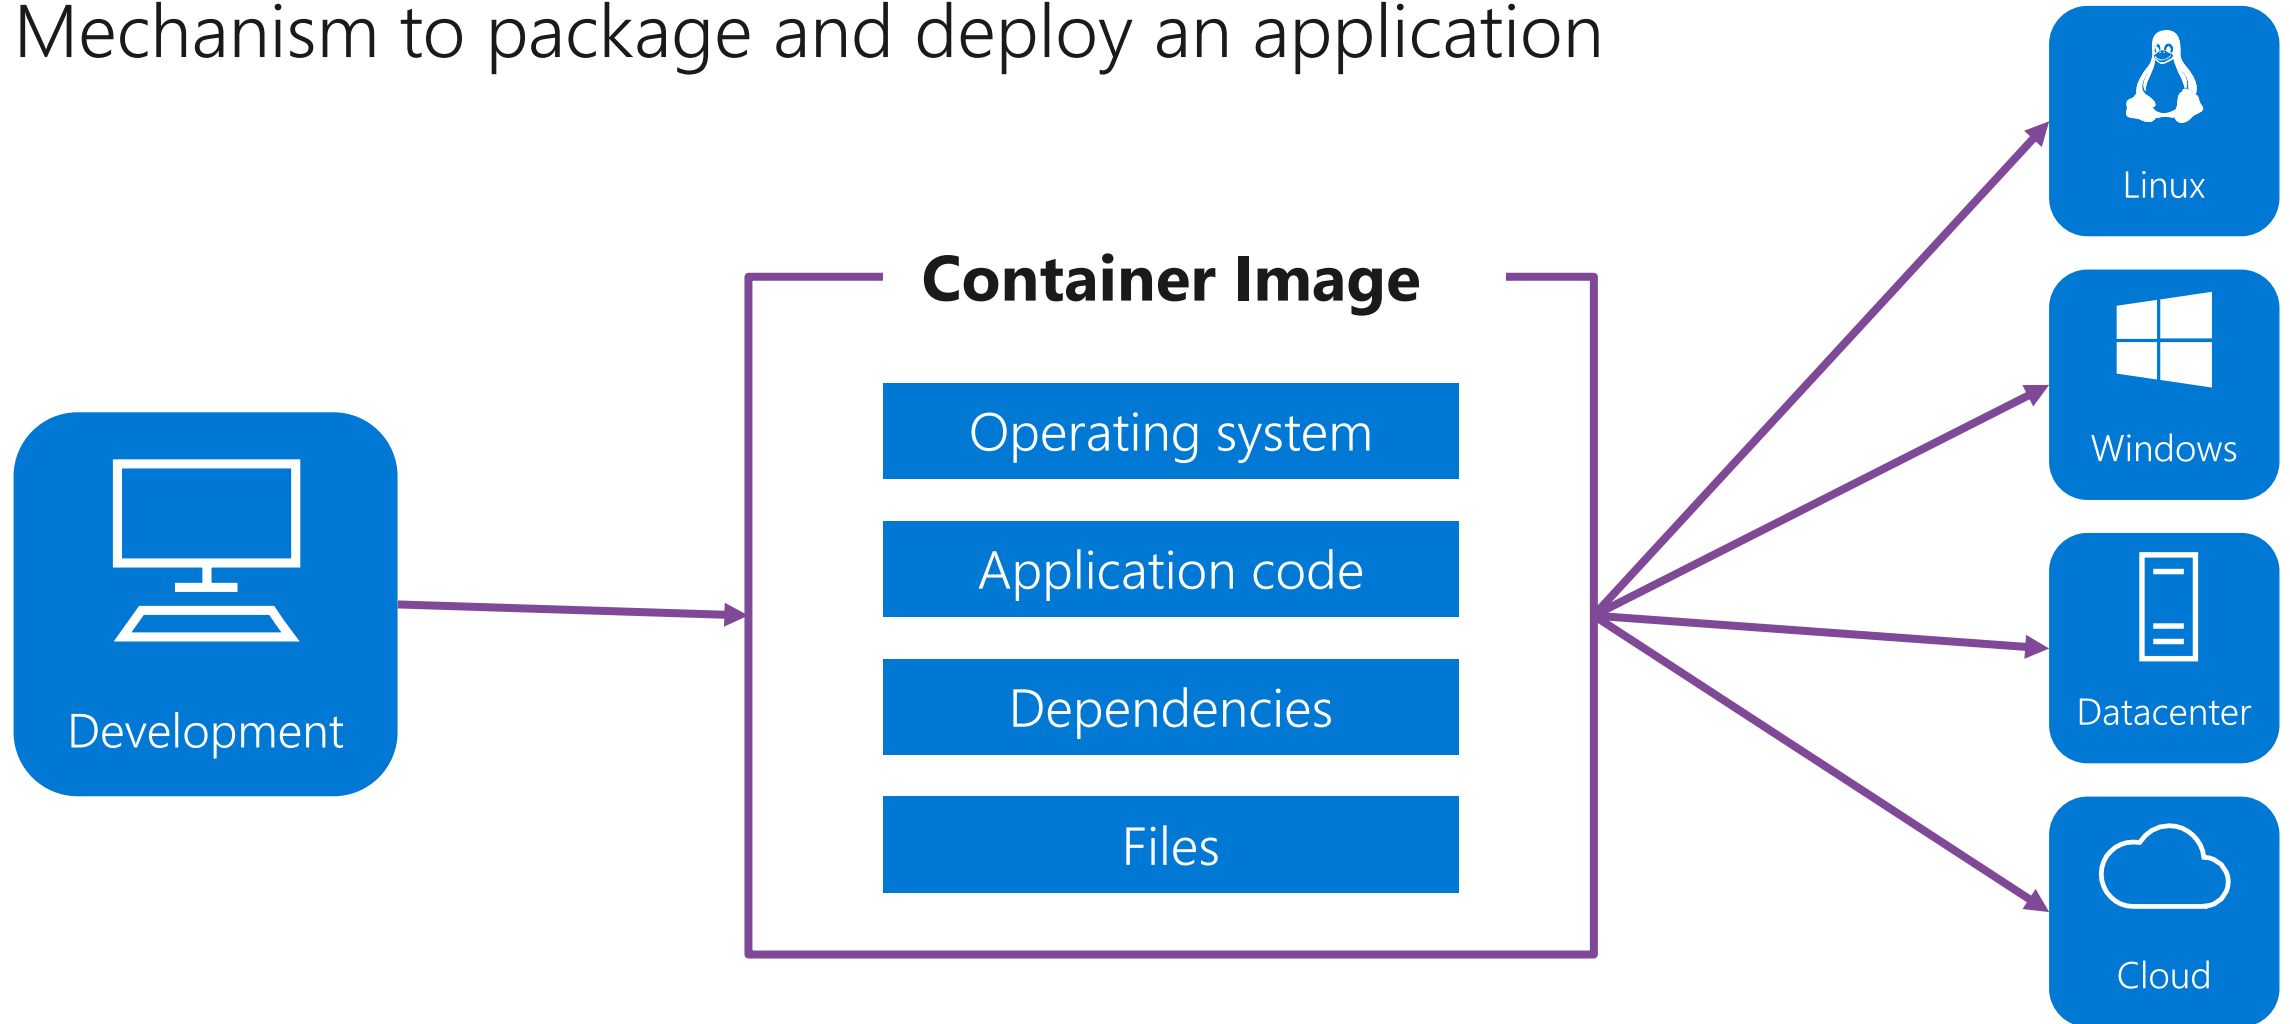 Mechanism to package and deploy an application
Development
Container Image
Operating system
Application code
Dependencies
Files
Linux
Windows
Datacenter
Cloud